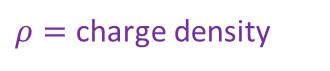 ρ = charge density